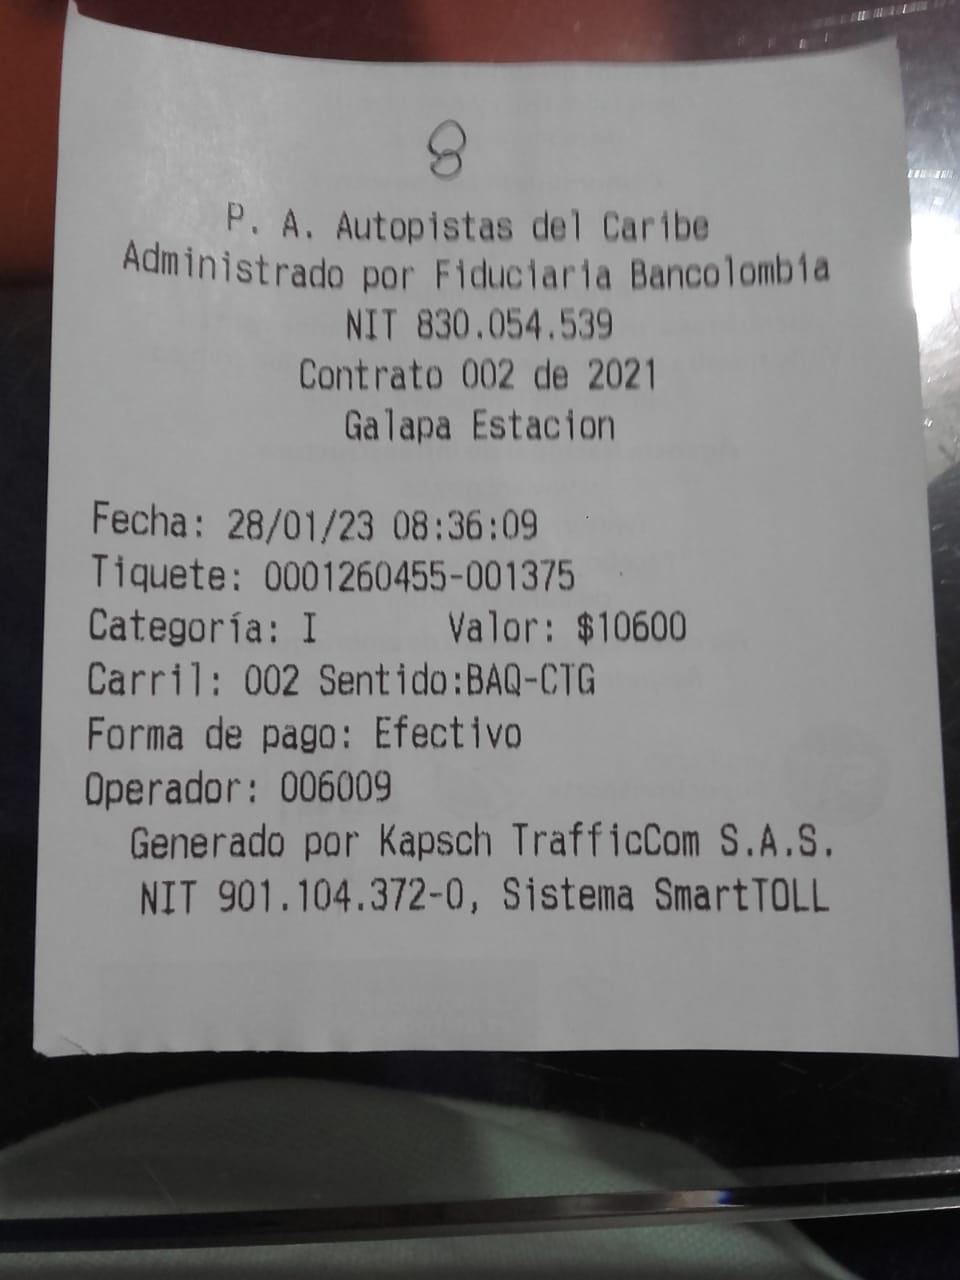 8
P. A. Autopistas del Caribe
Administrado por Fiduciaria Bancolombia
NIT 830.054.539
Contrato 002 de 2021
Galapa Estacion
Fecha: 28/01/23 08:36:09
Tiquete: 0001260455-001375
Categoría: I Valor: $10600
Carril: 002 Sentido:BAQ-CTG
Forma de pago: Efectivo
Operador: 006009
Generado por Kapsch TrafficCom S.A.S.
NIT 901.104.372-0, Sistema SmartTOLL